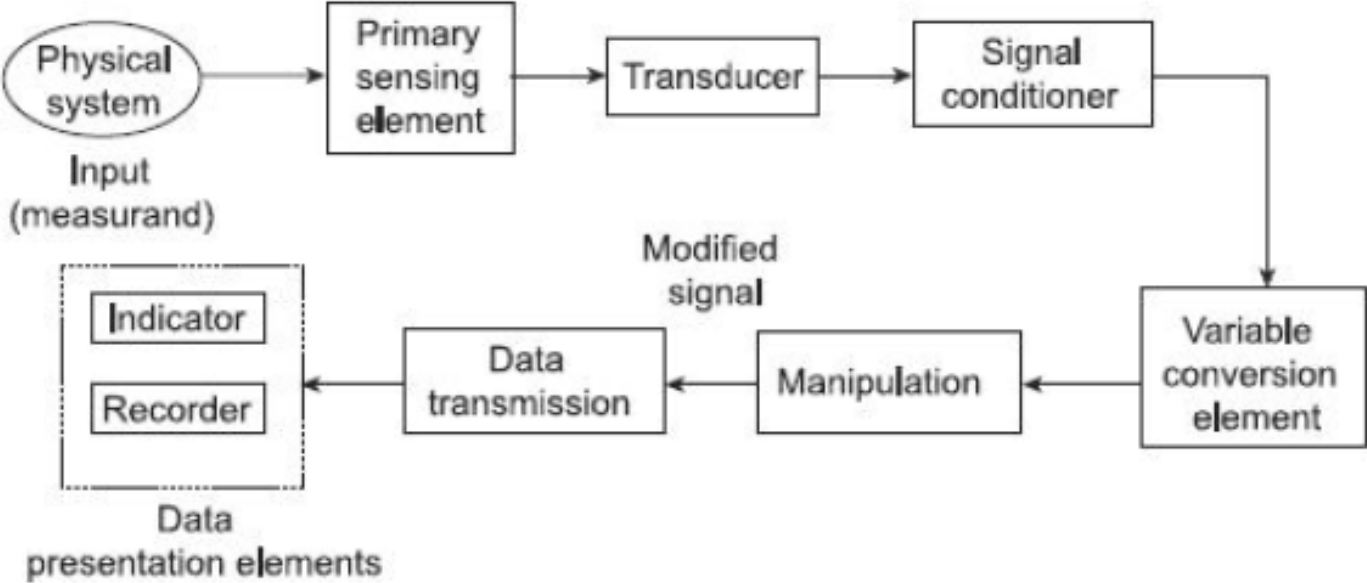 Physical
system
Input
(measurand)
Primary
sensing
element
Transducer
Signal
conditioner
Variable
conversion
element
Manipulation
Modified
signal
Data
transmission
Indicator
Recorder
Data
presentation elements